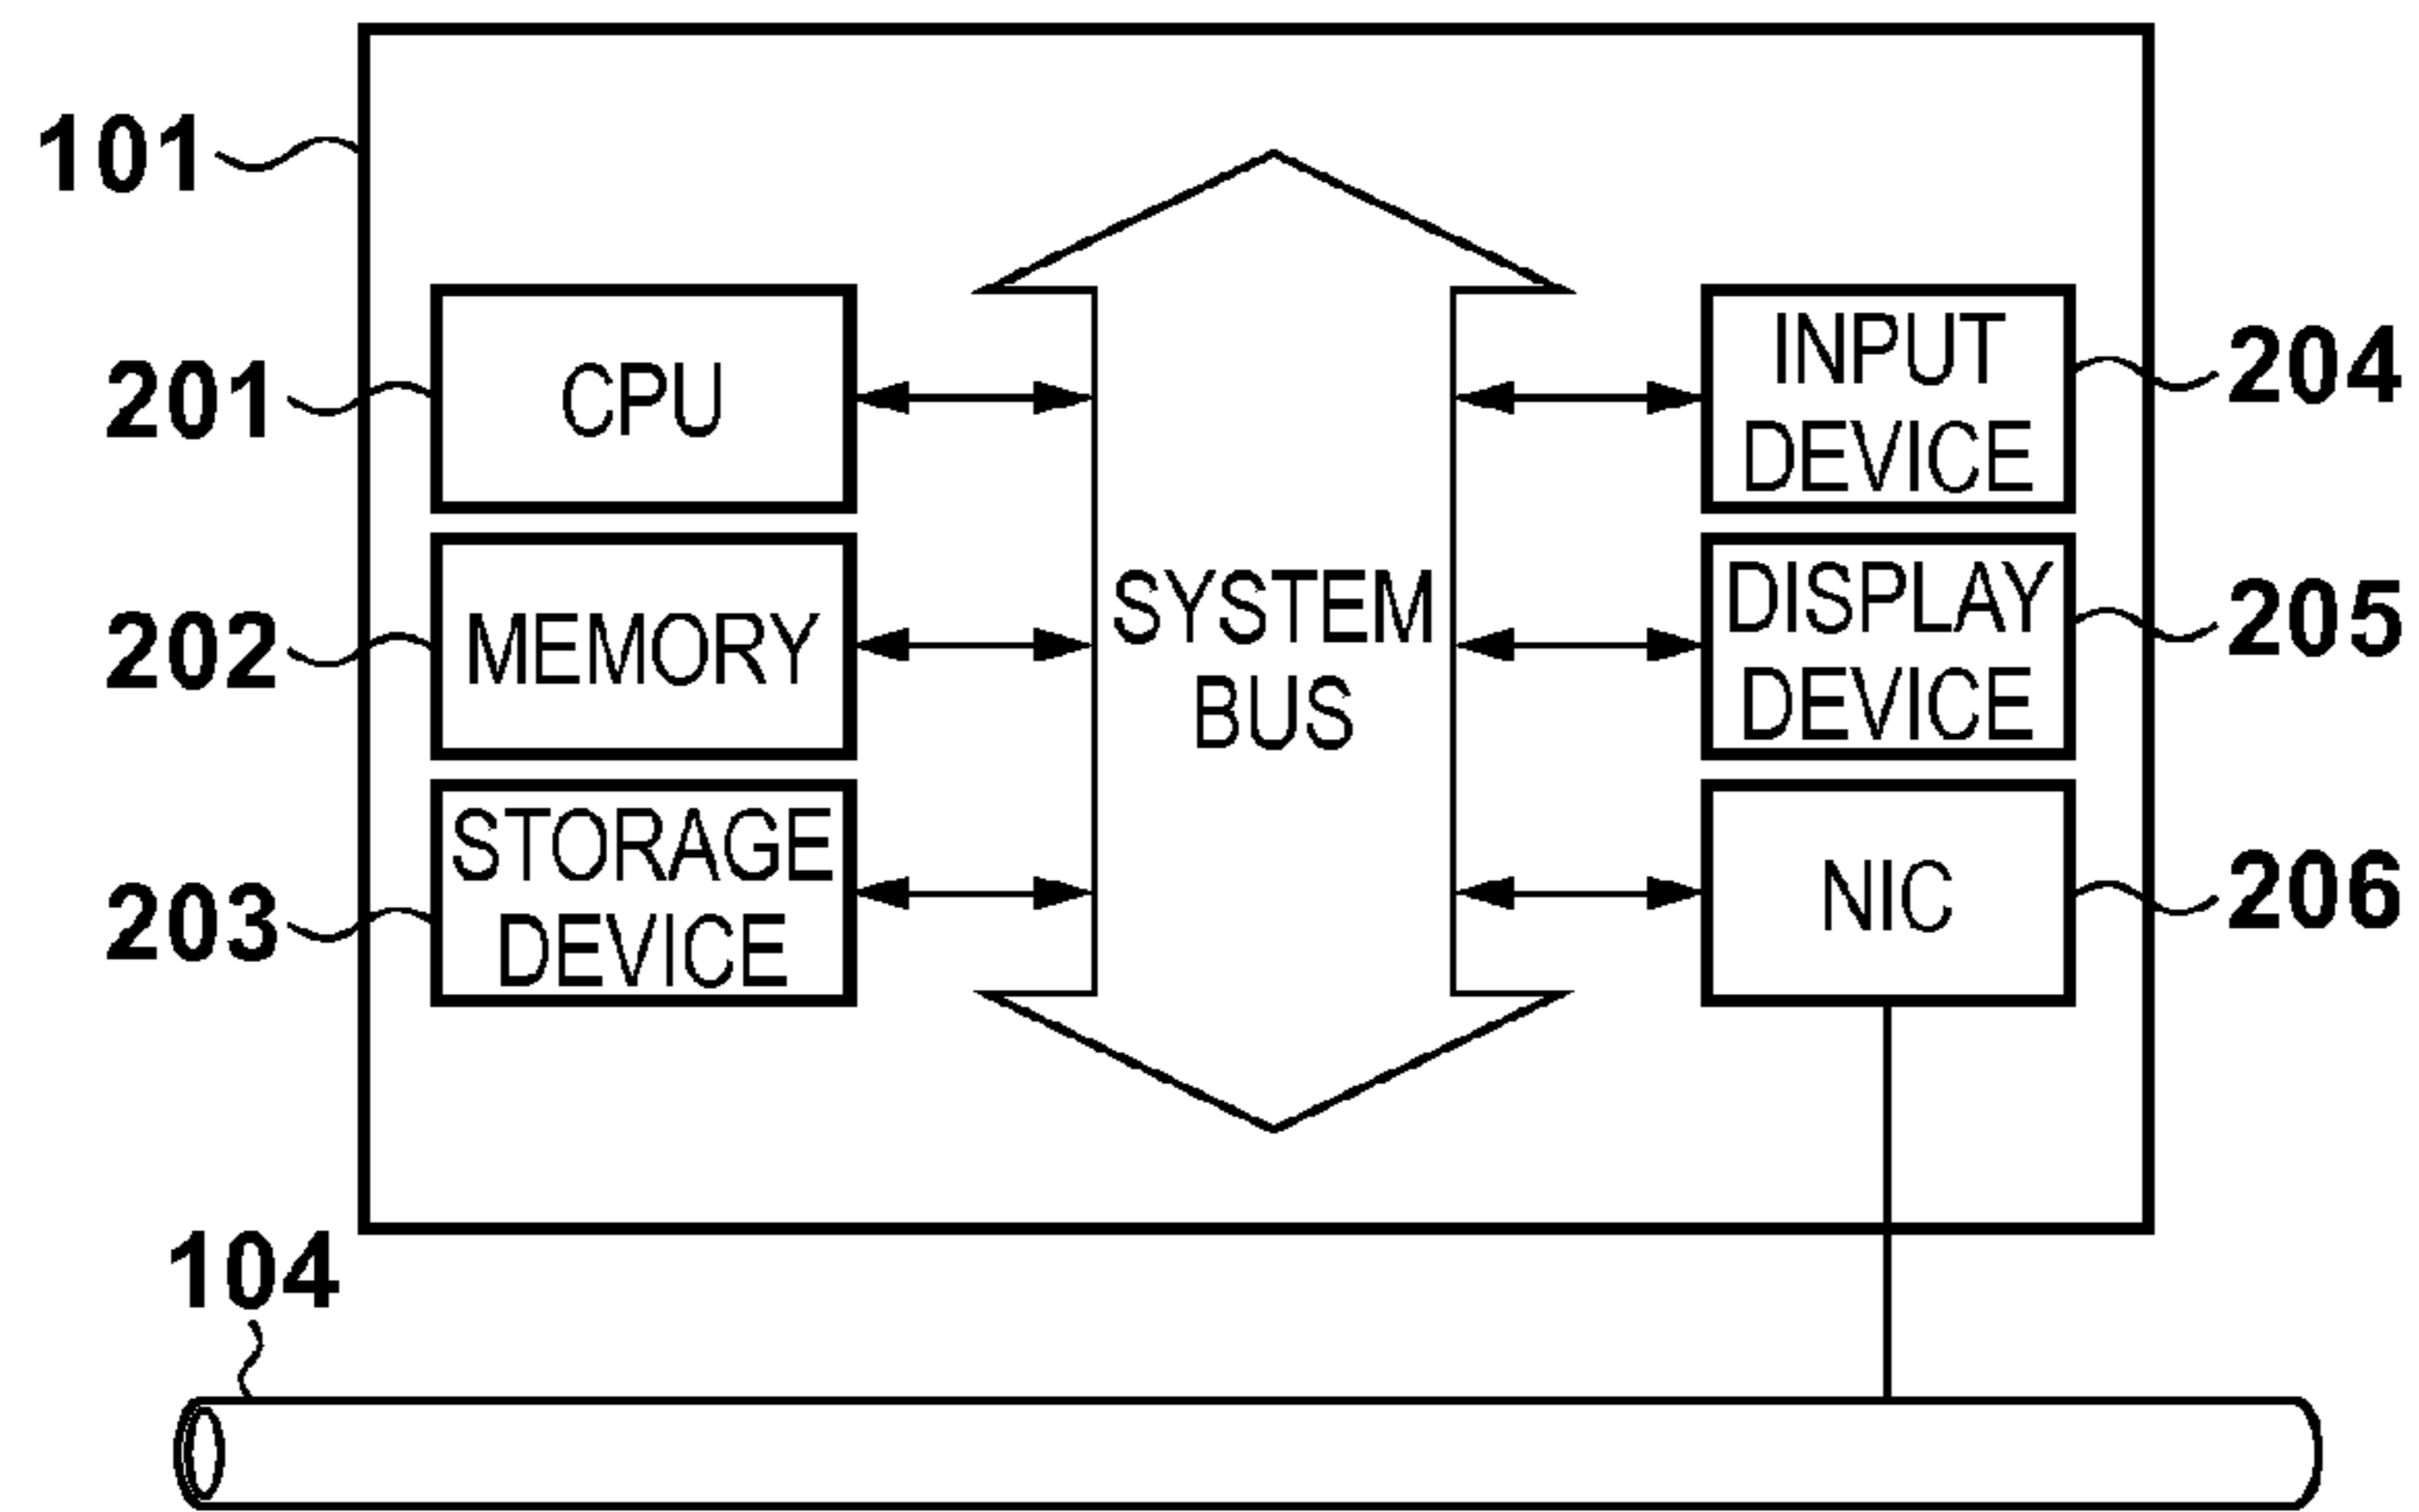 101
201
CPU
202
MEMORY
203
STORAGE
DEVICE
SYSTEM
BUS
INPUT
DEVICE
204
DISPLAY
DEVICE
205
NIC
206
104